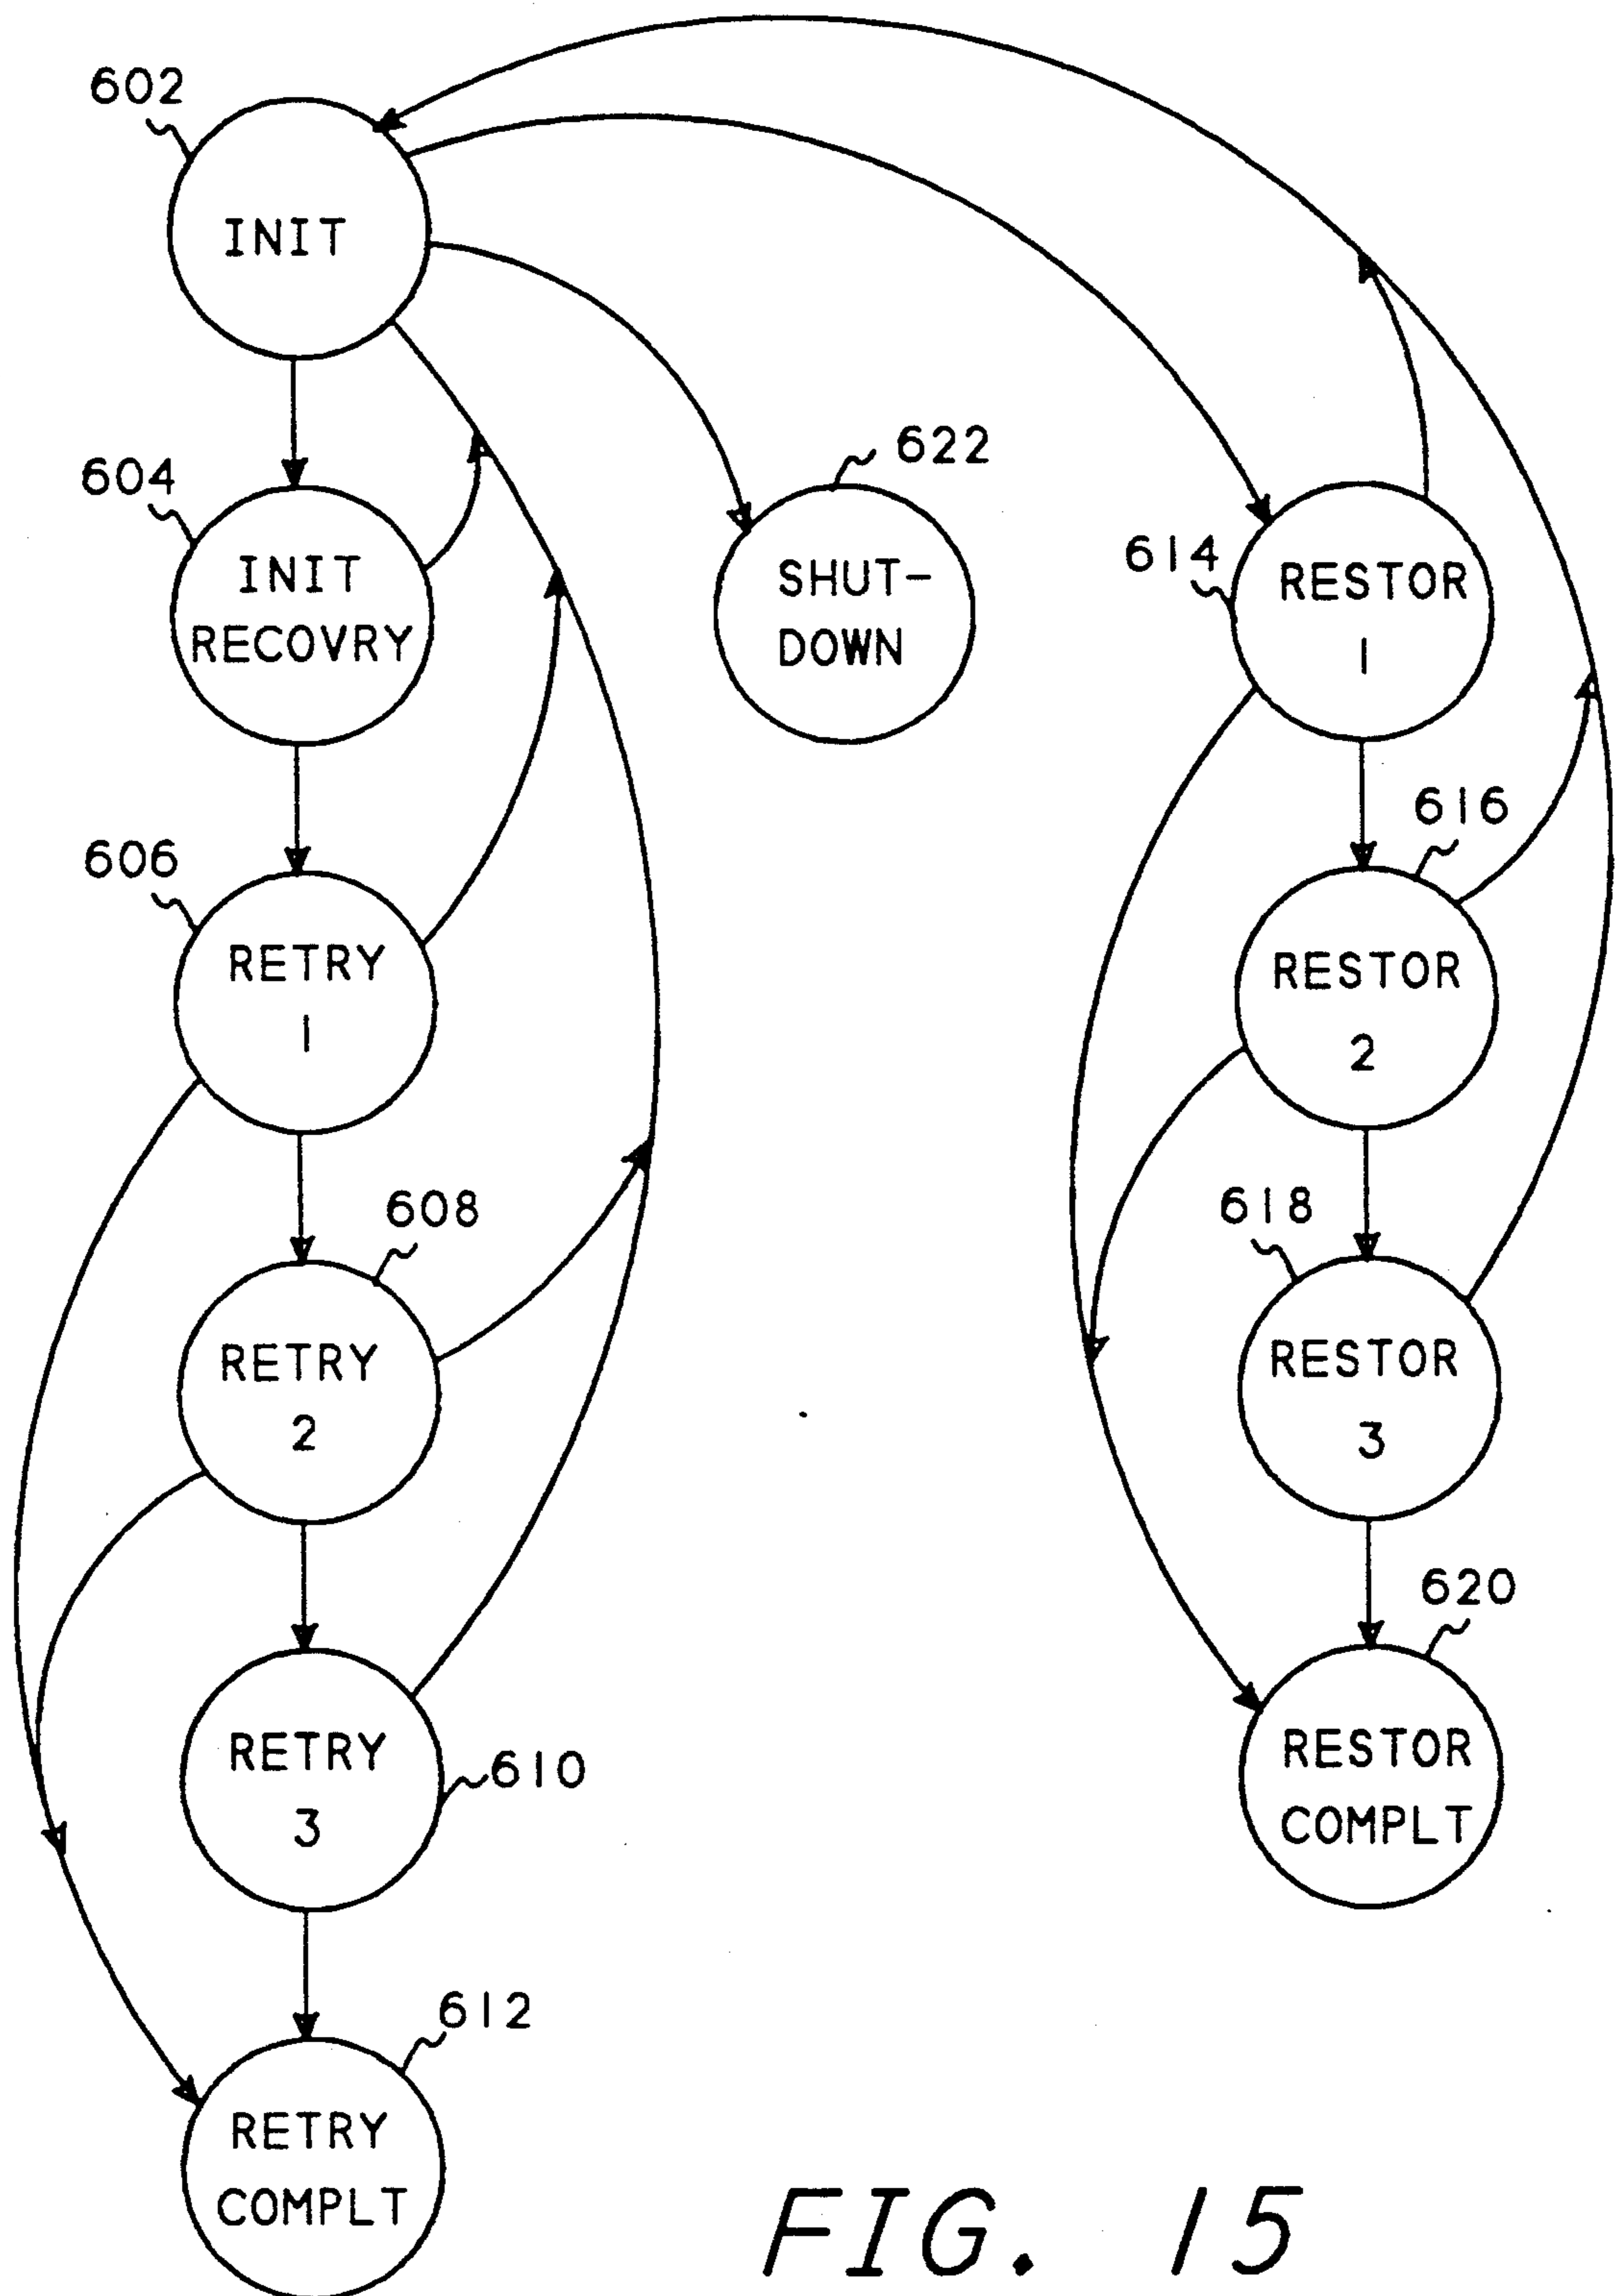 602
INIT
604
INIT
RECOVRY
622
SHUT-
DOWN
614
RESTOR
1
606
RETRY
1
616
RESTOR
2
608
RETRY
2
618
RESTOR
3
610
RETRY
3
620
RESTOR
COMPLT
612
RETRY
COMPLT
FIG. 15